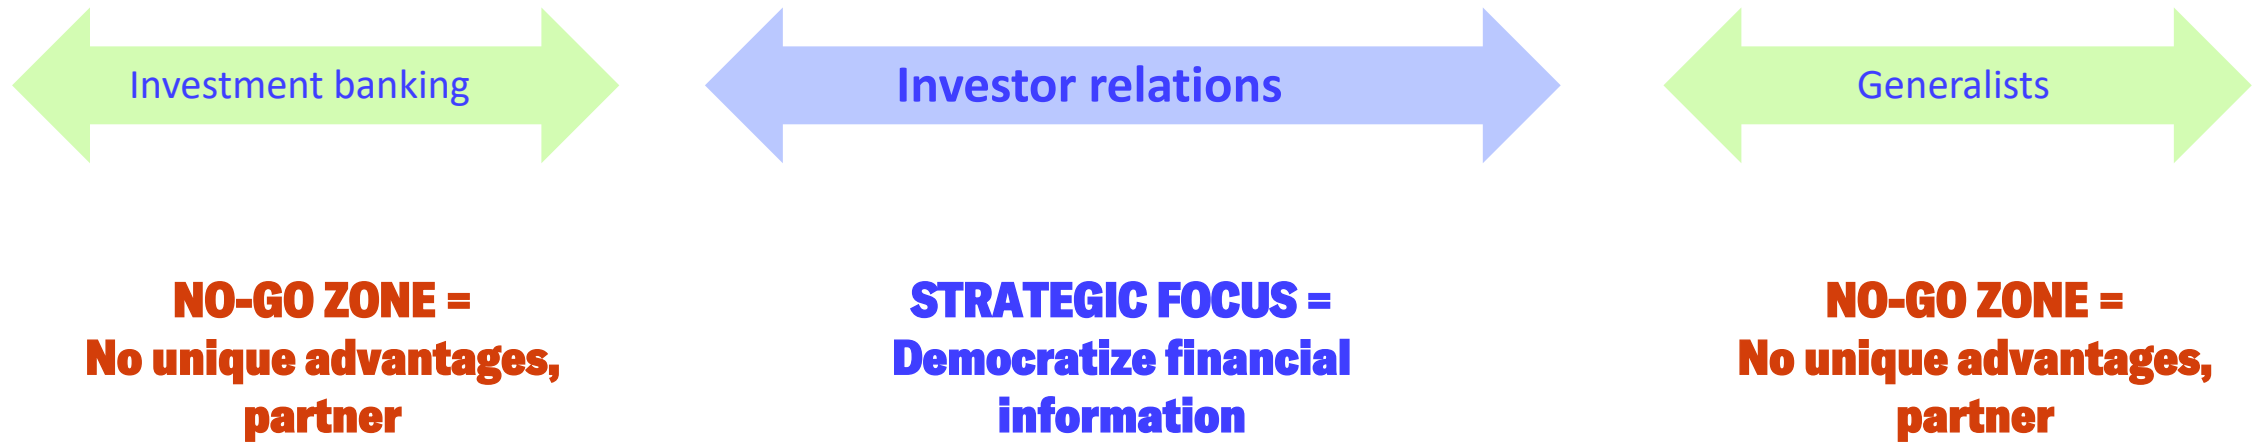 Investment banking
Investor relations
Generalists
NO-GO ZONE =
No unique advantages,
partner
STRATEGIC FOCUS =
Democratize financial
information
NO-GO ZONE =
No unique advantages,
partner